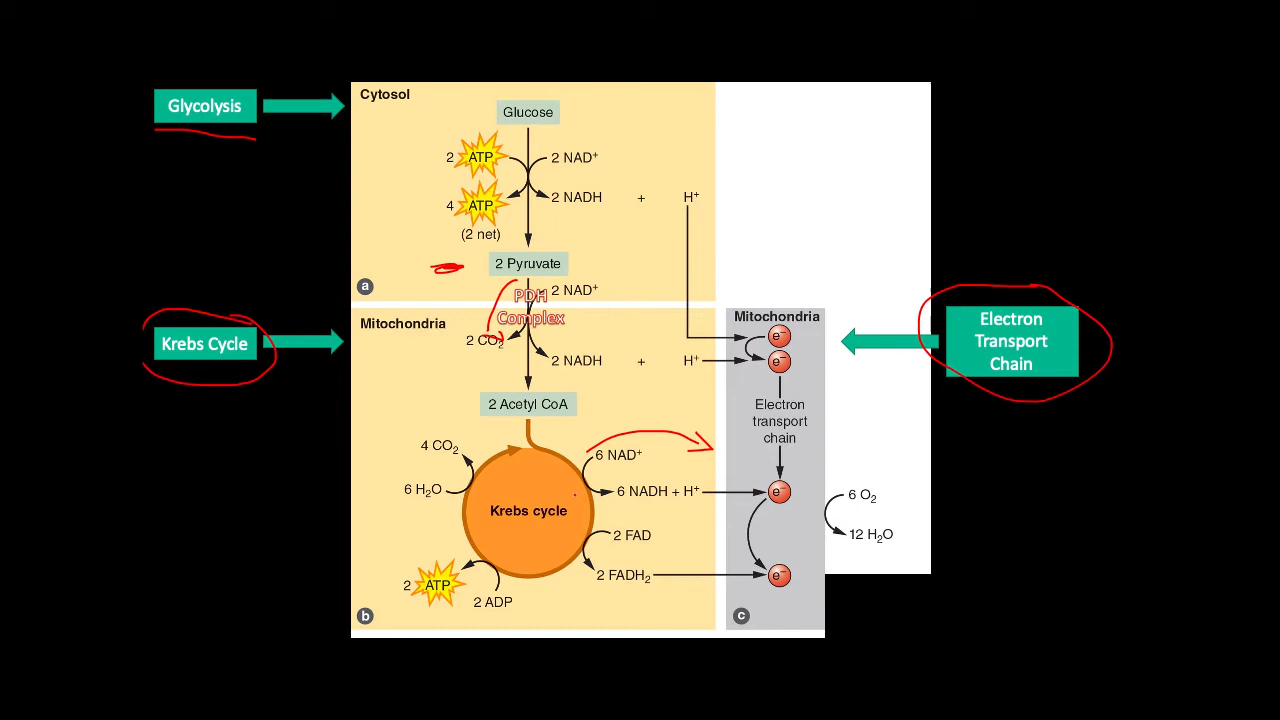 Glycolysis
Cytosol
Glucose
2 ATP
2 NAD⁺
4 ATP
2 NADH + H⁺
(2 net)
2 Pyruvate
a
2 NAD⁺
PDH
Complex
Krebs Cycle
Mitochondria
2 CO₂
2 NADH + H⁺
2 Acetyl CoA
4 CO₂
6 NAD⁺
6 H₂O
6 NADH + H⁺
Krebs cycle
2 FAD
2 ATP
2 FADH₂
2 ADP
b
Mitochondria
e⁻
e⁻
Electron
transport
chain
e⁻
6 O₂
12 H₂O
e⁻
c
Electron
Transport
Chain